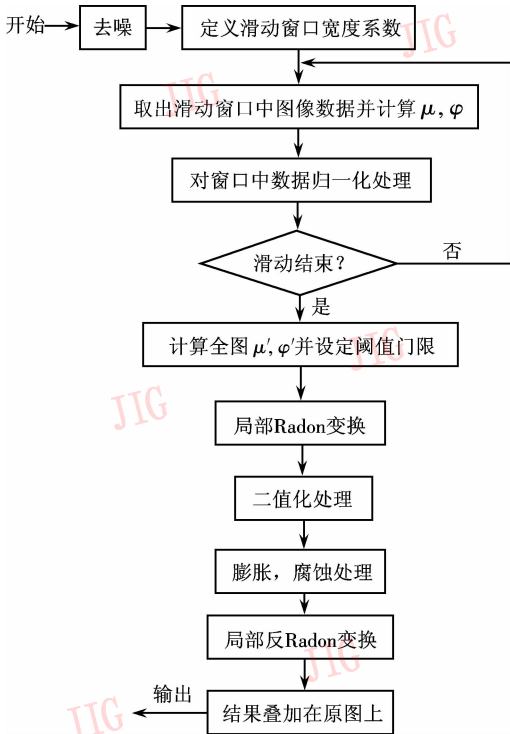 开始
去噪
定义滑动窗口宽度系数
JIG
JIG
取出滑动窗口中图像数据并计算 μ, φ
对窗口中数据归一化处理
滑动结束?
否
是
计算全图 μ′, φ′并设定阈值门限
JIG
JIG
局部Radon变换
二值化处理
膨胀，腐蚀处理
局部反Radon变换
JIG
输出
结果叠加在原图上
JIG